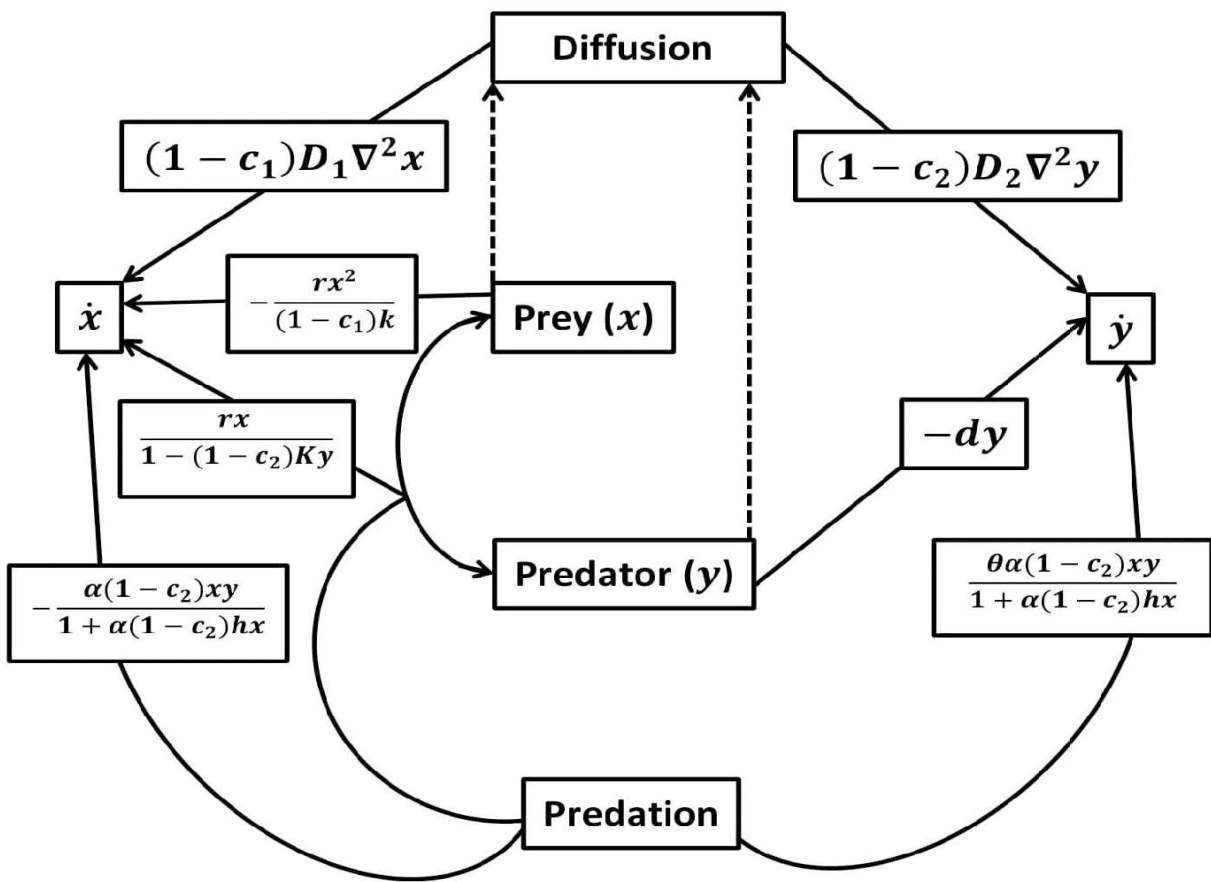 Diffusion
(1 − c₁)D₁∇²x
(1 − c₂)D₂∇²y
− rx² / (1 − c₁)k
ẋ
Prey (x)
ẏ
rx / 1 − (1 − c₂)Ky
−dy
Predator (y)
− α(1 − c₂)xy / 1 + α(1 − c₂)hx
θα(1 − c₂)xy / 1 + α(1 − c₂)hx
Predation